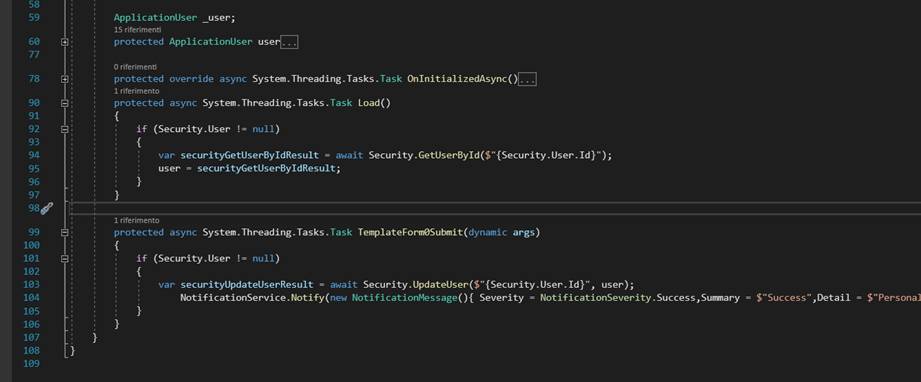 58
59 ApplicationUser _user;
15 riferimenti
60 protected ApplicationUser user...
77
0 riferimenti
78 protected override async System.Threading.Tasks.Task OnInitializedAsync()...
1 riferimento
90 protected async System.Threading.Tasks.Task Load()
91 {
92 if (Security.User != null)
93 {
94 var securityGetUserByIdResult = await Security.GetUserById($"{Security.User.Id}");
95 user = securityGetUserByIdResult;
96 }
97 }
98
1 riferimento
99 protected async System.Threading.Tasks.Task TemplateForm0Submit(dynamic args)
100 {
101 if (Security.User != null)
102 {
103 var securityUpdateUserResult = await Security.UpdateUser($"{Security.User.Id}", user);
104 NotificationService.Notify(new NotificationMessage(){ Severity = NotificationSeverity.Success,Summary = $"Success",Detail = $"Personal
105 }
106 }
107 }
108 }
109